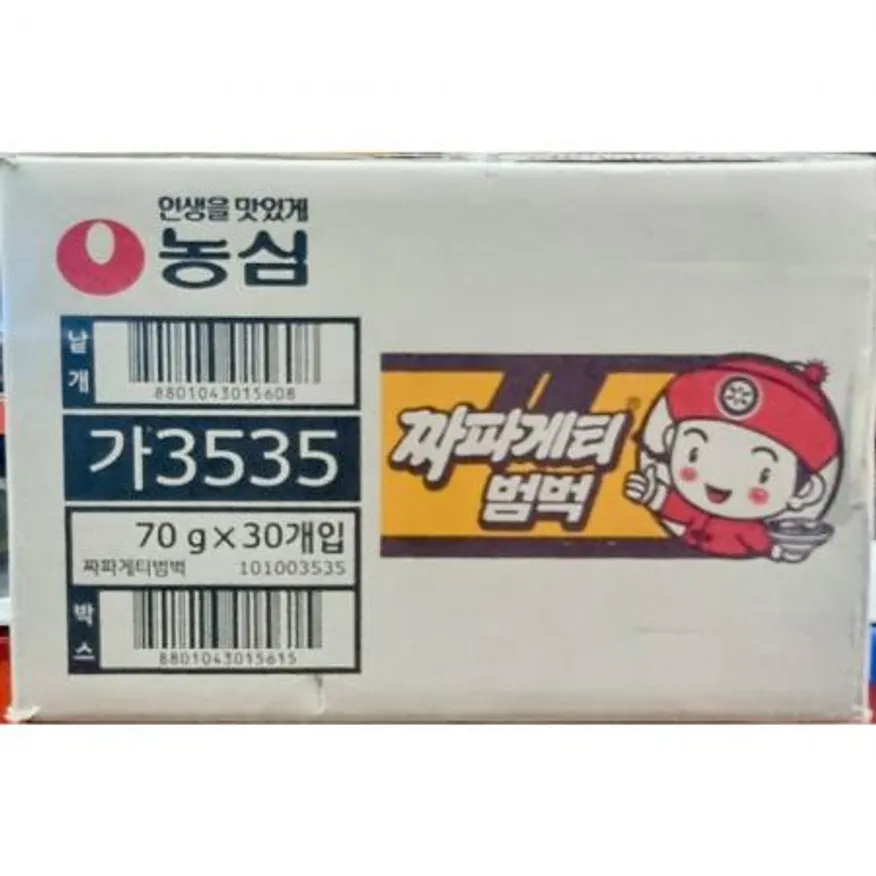 인생을 맛있게
농심
낱개
8801043015608
가3535
70 g×30개입
짜파게티범벅 101003535
박스
8801043015615
짜파게티®
범벅